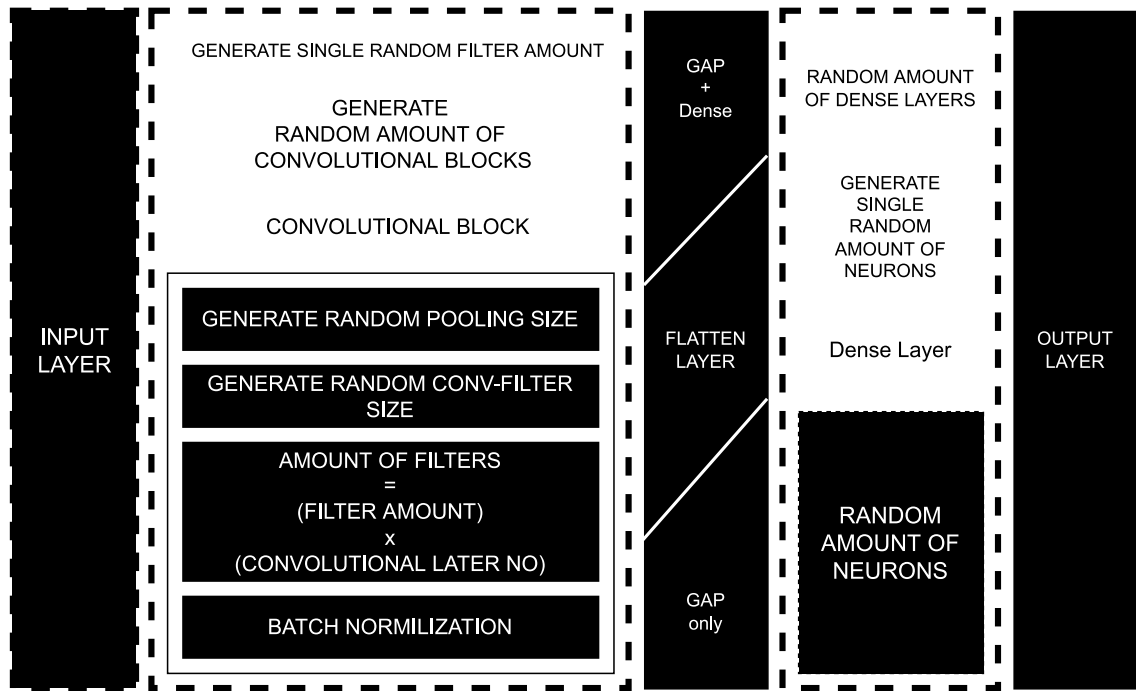 INPUT
LAYER
GENERATE SINGLE RANDOM FILTER AMOUNT
GENERATE
RANDOM AMOUNT OF
CONVOLUTIONAL BLOCKS
CONVOLUTIONAL BLOCK
GENERATE RANDOM POOLING SIZE
GENERATE RANDOM CONV-FILTER
SIZE
AMOUNT OF FILTERS
=
(FILTER AMOUNT)
x
(CONVOLUTIONAL LATER NO)
BATCH NORMILIZATION
GAP
+
Dense
FLATTEN
LAYER
GAP
only
RANDOM AMOUNT
OF DENSE LAYERS
GENERATE
SINGLE
RANDOM
AMOUNT OF
NEURONS
Dense Layer
RANDOM
AMOUNT OF
NEURONS
OUTPUT
LAYER